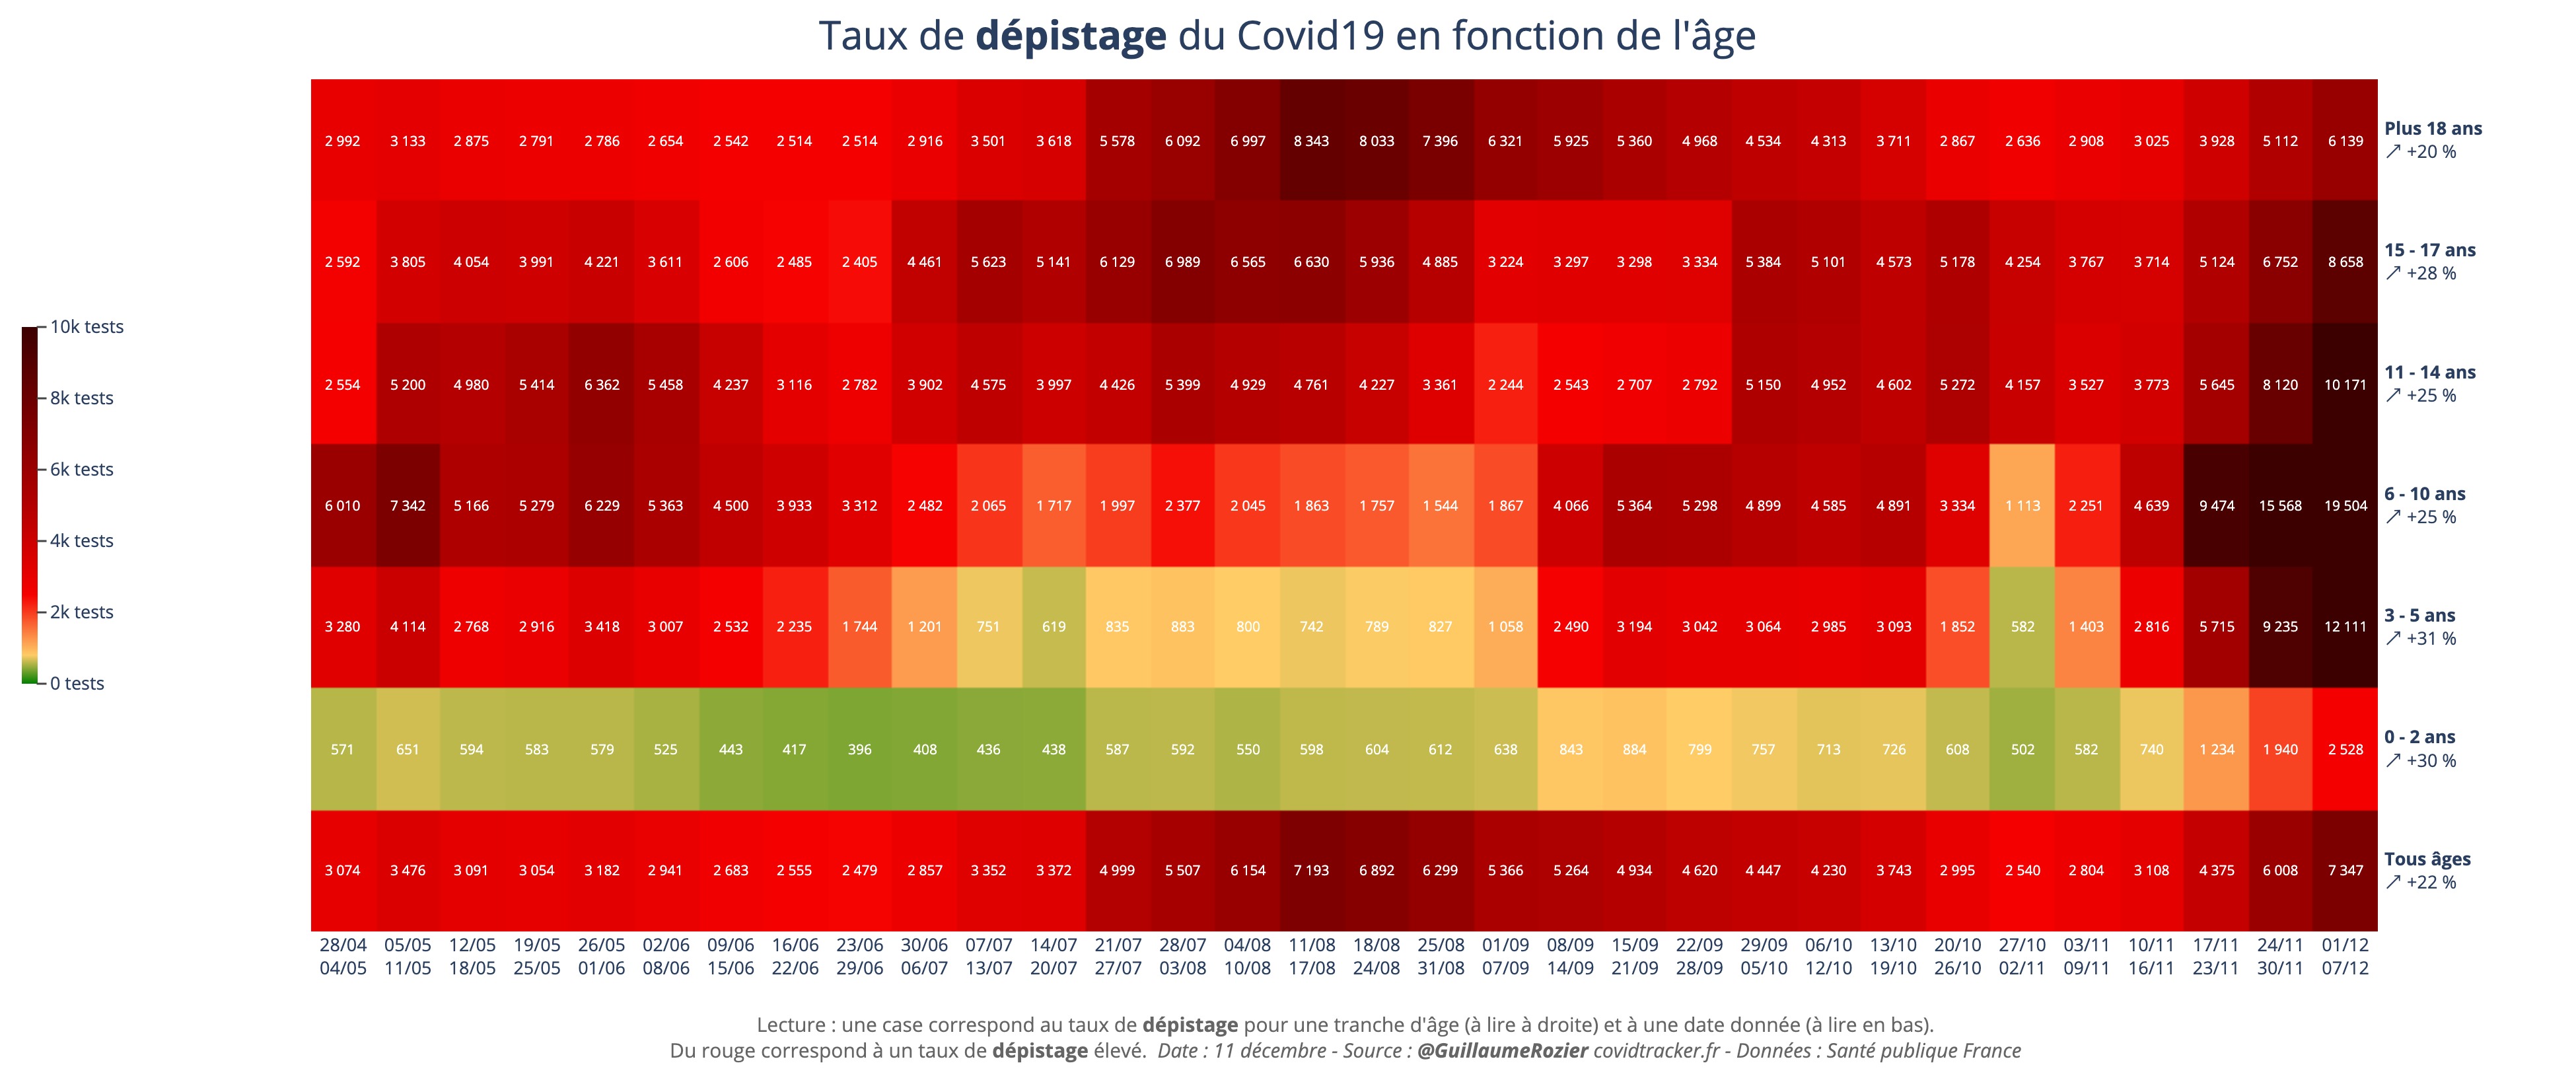 Taux de dépistage du Covid19 en fonction de l'âge
2 992 3 133 2 875 2 791 2 786 2 654 2 542 2 514 2 514 2 916 3 501 3 618 5 578 6 092 6 997 8 343 8 033 7 396 6 321 5 925 5 360 4 968 4 534 4 313 3 711 2 867 2 636 2 908 3 025 3 928 5 112 6 139
Plus 18 ans
↗ +20 %
2 592 3 805 4 054 3 991 4 221 3 611 2 606 2 485 2 405 4 461 5 623 5 141 6 129 6 989 6 565 6 630 5 936 4 885 3 224 3 297 3 298 3 334 5 384 5 101 4 573 5 178 4 254 3 767 3 714 5 124 6 752 8 658
15 - 17 ans
↗ +28 %
2 554 5 200 4 980 5 414 6 362 5 458 4 237 3 116 2 782 3 902 4 575 3 997 4 426 5 399 4 929 4 761 4 227 3 361 2 244 2 543 2 707 2 792 5 150 4 952 4 602 5 272 4 157 3 527 3 773 5 645 8 120 10 171
11 - 14 ans
↗ +25 %
6 010 7 342 5 166 5 279 6 229 5 363 4 500 3 933 3 312 2 482 2 065 1 717 1 997 2 377 2 045 1 863 1 757 1 544 1 867 4 066 5 364 5 298 4 899 4 585 4 891 3 334 1 113 2 251 4 639 9 474 15 568 19 504
6 - 10 ans
↗ +25 %
3 280 4 114 2 768 2 916 3 418 3 007 2 532 2 235 1 744 1 201 751 619 835 883 800 742 789 827 1 058 2 490 3 194 3 042 3 064 2 985 3 093 1 852 582 1 403 2 816 5 715 9 235 12 111
3 - 5 ans
↗ +31 %
571 651 594 583 579 525 443 417 396 408 436 438 587 592 550 598 604 612 638 843 884 799 757 713 726 608 502 582 740 1 234 1 940 2 528
0 - 2 ans
↗ +30 %
3 074 3 476 3 091 3 054 3 182 2 941 2 683 2 555 2 479 2 857 3 352 3 372 4 999 5 507 6 154 7 193 6 892 6 299 5 366 5 264 4 934 4 620 4 447 4 230 3 743 2 995 2 540 2 804 3 108 4 375 6 008 7 347
Tous âges
↗ +22 %
10k tests
8k tests
6k tests
4k tests
2k tests
0 tests
28/04 05/05 12/05 19/05 26/05 02/06 09/06 16/06 23/06 30/06 07/07 14/07 21/07 28/07 04/08 11/08 18/08 25/08 01/09 08/09 15/09 22/09 29/09 06/10 13/10 20/10 27/10 03/11 10/11 17/11 24/11 01/12
04/05 11/05 18/05 25/05 01/06 08/06 15/06 22/06 29/06 06/07 13/07 20/07 27/07 03/08 10/08 17/08 24/08 31/08 07/09 14/09 21/09 28/09 05/10 12/10 19/10 26/10 02/11 09/11 16/11 23/11 30/11 07/12
Lecture : une case correspond au taux de dépistage pour une tranche d'âge (à lire à droite) et à une date donnée (à lire en bas).
Du rouge correspond à un taux de dépistage élevé. Date : 11 décembre - Source : @GuillaumeRozier covidtracker.fr - Données : Santé publique France